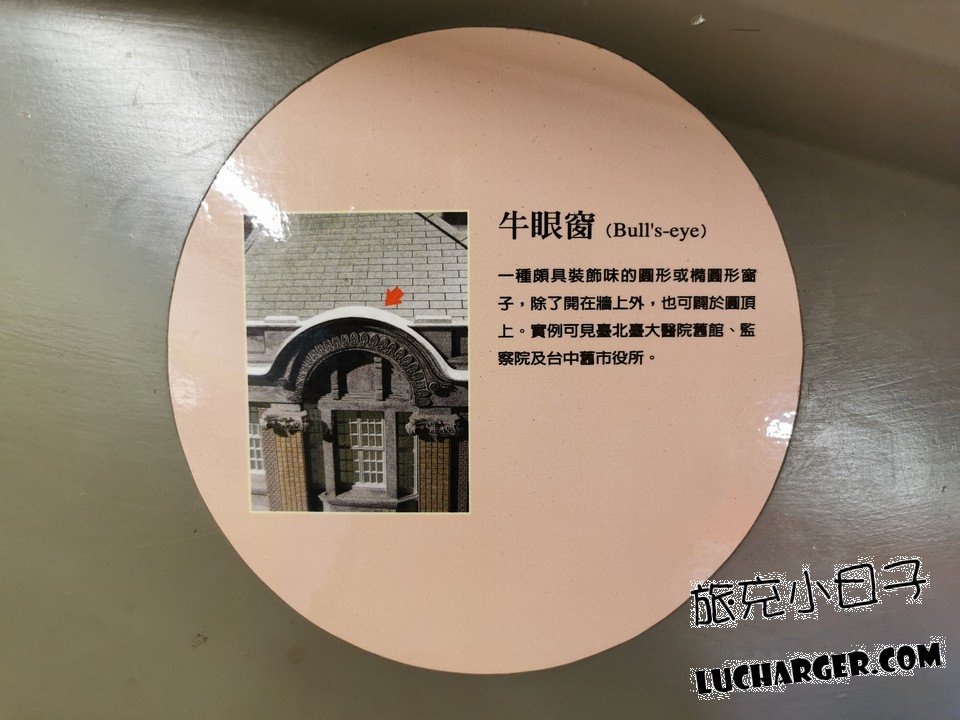 牛眼窗 (Bull's-eye)
一種頗具裝飾味的圓形或橢圓形窗
子，除了開在牆上外，也可闢於圓頂
上。實例可見臺北臺大醫院舊館、監
察院及台中舊市役所。
旅充小日子
LUCHARGER.COM